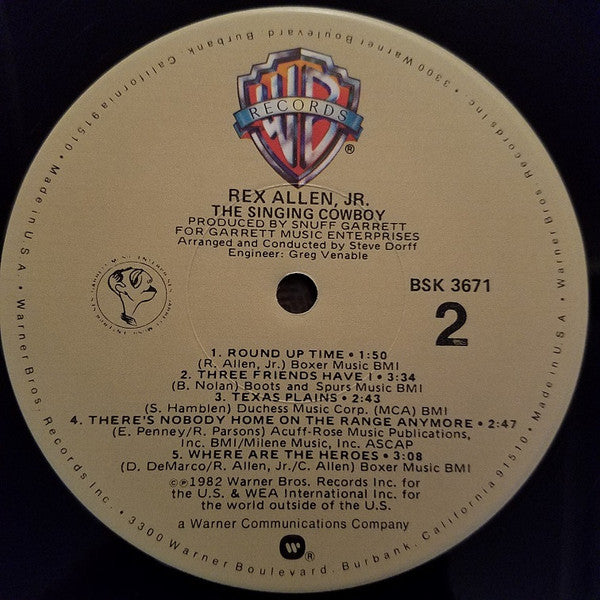 RECORDS
®
REX ALLEN, JR.
THE SINGING COWBOY
PRODUCED BY SNUFF GARRETT
FOR GARRETT MUSIC ENTERPRISES
Arranged and Conducted by Steve Dorff
Engineer: Greg Venable
GARRETT MUSIC ENTERPRISES
BSK 3671
2
1. ROUND UP TIME • 1:50
(R. Allen, Jr.) Boxer Music BMI
2. THREE FRIENDS HAVE I • 3:34
(B. Nolan) Boots and Spurs Music BMI
3. TEXAS PLAINS • 2:43
(S. Hamblen) Duchess Music Corp. (MCA) BMI
4. THERE'S NOBODY HOME ON THE RANGE ANYMORE • 2:47
(E. Penney/R. Parsons) Acuff-Rose Music Publications,
Inc. BMI/Milene Music, Inc. ASCAP
5. WHERE ARE THE HEROES • 3:08
(D. DeMarco/R. Allen, Jr./C. Allen) Boxer Music BMI
©℗1982 Warner Bros. Records Inc. for
the U.S. & WEA International Inc. for
the world outside of the U.S.
a Warner Communications Company
®
Warner Bros. Records Inc. • 3300 Warner Boulevard, Burbank, California 91510 • Made in U.S.A. • Warner Bros. Records Inc. • 3300 Warner Boulevard, Burbank, California 91510 • Made in U.S.A. •